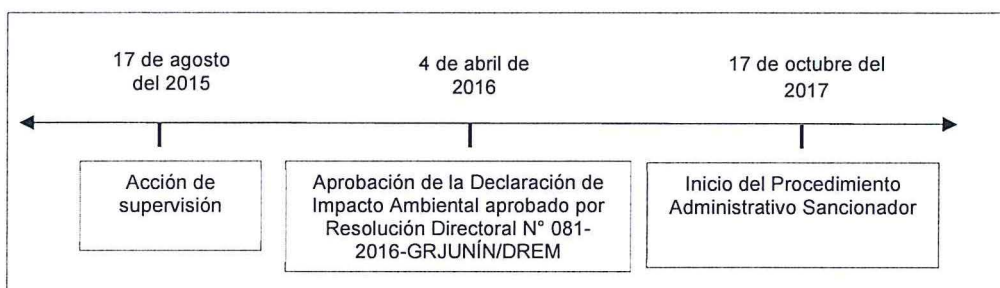 17 de agosto
del 2015
4 de abril de
2016
17 de octubre del
2017
Acción de
supervisión
Aprobación de la Declaración de
Impacto Ambiental aprobado por
Resolución Directoral N° 081-
2016-GRJUNÍN/DREM
Inicio del Procedimiento
Administrativo Sancionador